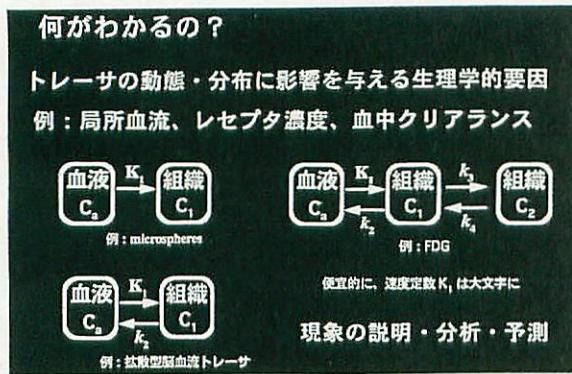 何がわかるの？
トレーサの動態・分布に影響を与える生理学的要因
例：局所血流、レセプタ濃度、血中クリアランス
血液 K₁ 組織
Cₐ C₁
例：microspheres
血液 K₁ 組織 k₃
Cₐ k₂ C₁ k₄ C₂
例：FDG
血液 K₁ 組織
Cₐ k₂ C₁
例：拡散型脳血流トレーサ
便宜的に、速度定数 K₁ は大文字に
現象の説明・分析・予測